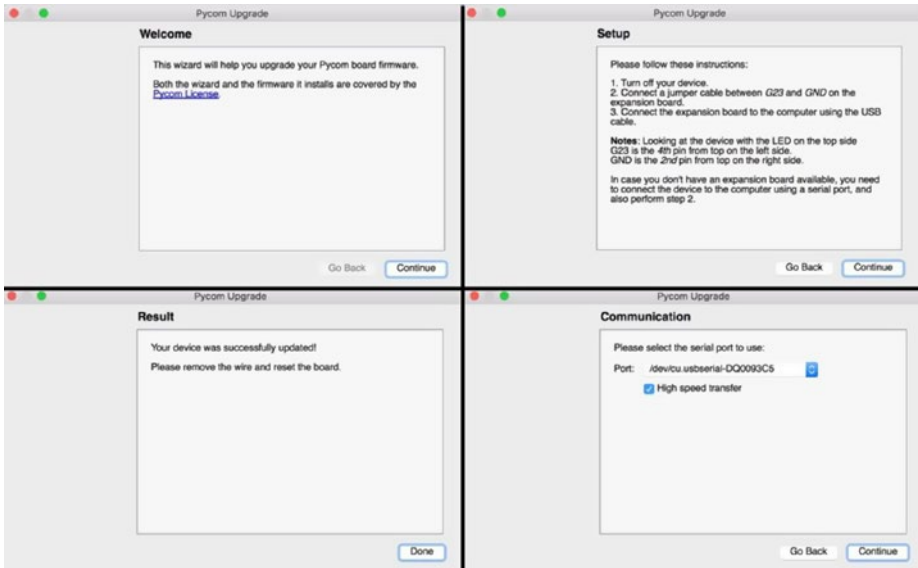 Pycom Upgrade
Welcome
This wizard will help you upgrade your Pycom board firmware.
Both the wizard and the firmware it installs are covered by the
Pycom License.
Go Back
Continue
Pycom Upgrade
Setup
Please follow these instructions:
1. Turn off your device.
2. Connect a jumper cable between G23 and GND on the
expansion board.
3. Connect the expansion board to the computer using the USB
cable.
Notes: Looking at the device with the LED on the top side
G23 is the 4th pin from top on the left side.
GND is the 2nd pin from top on the right side.
In case you don't have an expansion board available, you need
to connect the device to the computer using a serial port, and
also perform step 2.
Go Back
Continue
Pycom Upgrade
Result
Your device was successfully updated!
Please remove the wire and reset the board.
Done
Pycom Upgrade
Communication
Please select the serial port to use:
Port: /dev/cu.usbserial-DQ0093C5
High speed transfer
Go Back
Continue